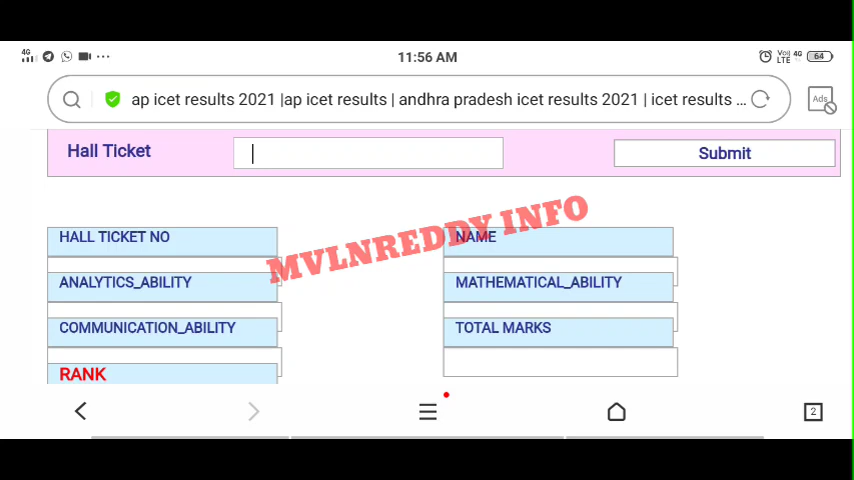 4G 11:56 AM Voi) LTE 4G 64
ap icet results 2021 |ap icet results | andhra pradesh icet results 2021 | icet results ... Ads
Hall Ticket Submit
MVLNREDDY INFO
HALL TICKET NO NAME
ANALYTICS_ABILITY MATHEMATICAL_ABILITY
COMMUNICATION_ABILITY TOTAL MARKS
RANK
2